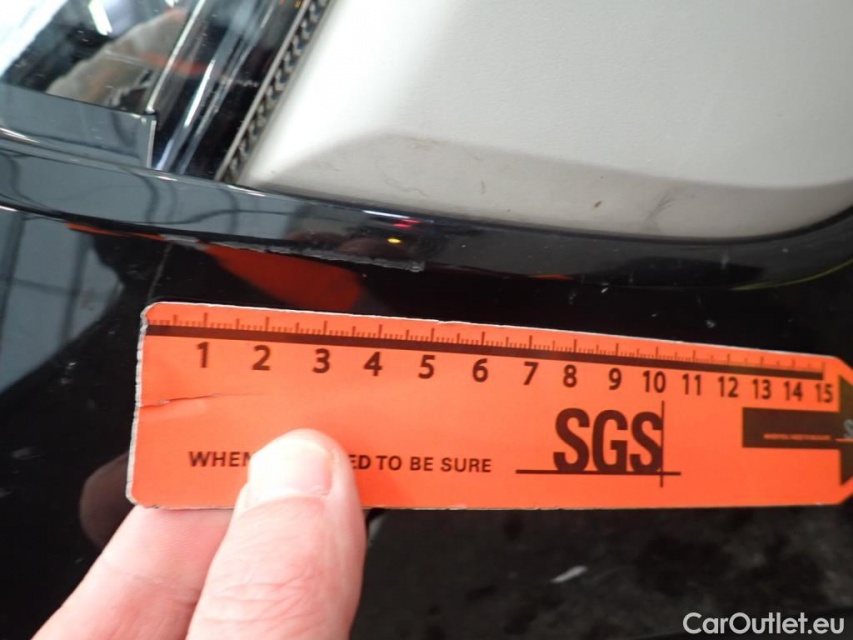 1 2 3 4 5 6 7 8 9 10 11 12 13 14 15
SGS
WHEN ED TO BE SURE
CarOutlet.eu